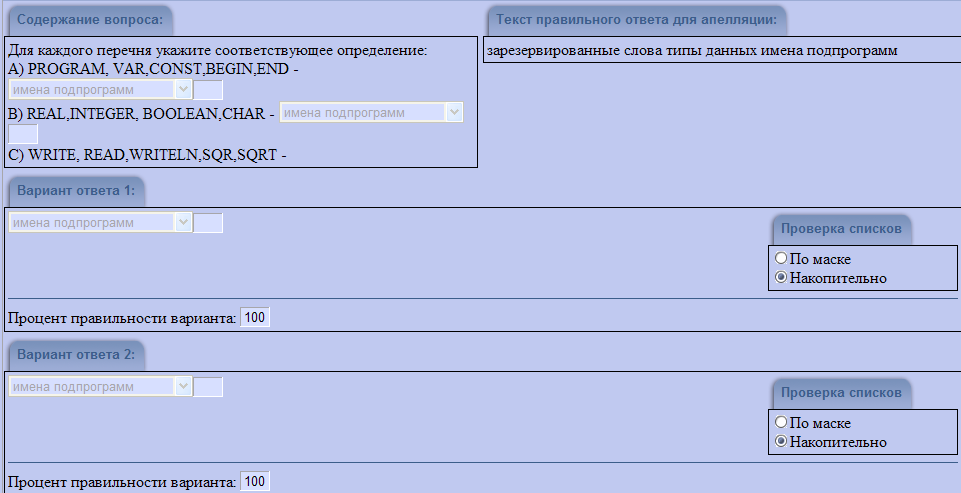 Содержание вопроса:
Текст правильного ответа для апелляции:
Для каждого перечня укажите соответствующее определение:
зарезервированные слова типы данных имена подпрограмм
A) PROGRAM, VAR,CONST,BEGIN,END -
имена подпрограмм
B) REAL,INTEGER, BOOLEAN,CHAR - имена подпрограмм
C) WRITE, READ,WRITELN,SQR,SQRT -
Вариант ответа 1:
имена подпрограмм
Проверка списков
По маске
Накопительно
Процент правильности варианта: 100
Вариант ответа 2:
имена подпрограмм
Проверка списков
По маске
Накопительно
Процент правильности варианта: 100